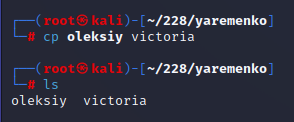 ┌──(root㉿kali)-[~/228/yaremenko]
└─# cp oleksiy victoria
┌──(root㉿kali)-[~/228/yaremenko]
└─# ls
oleksiy  victoria